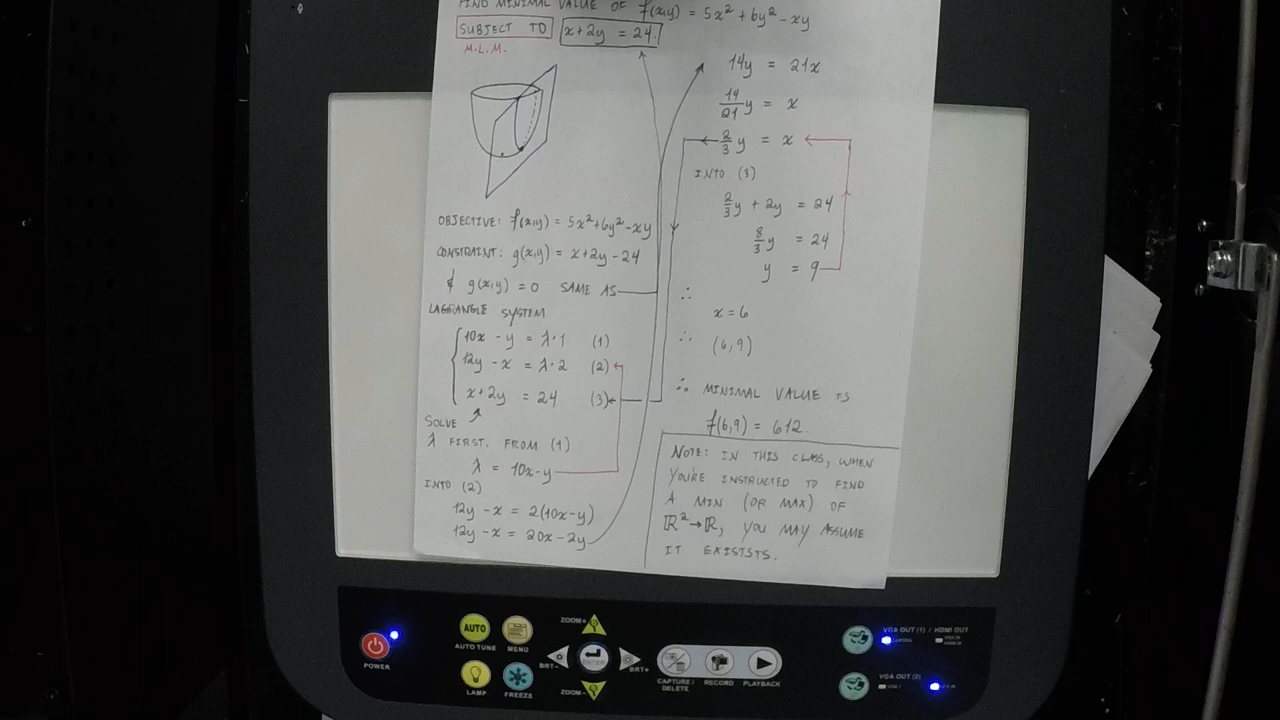 FIND MINIMAL VALUE OF f(x,y) = 5x² + 6y² - xy
SUBJECT TO x + 2y = 24.
M.L.M.
OBJECTIVE: f(x,y) = 5x² + 6y² - xy
CONSTRAINT: g(x,y) = x + 2y - 24
& g(x,y) = 0 SAME AS
LAGRANGE SYSTEM
10x - y = λ·1 (1)
12y - x = λ·2 (2)
x + 2y = 24 (3)
SOLVE
λ FIRST. FROM (1)
λ = 10x - y
INTO (2)
12y - x = 2(10x - y)
12y - x = 20x - 2y
14y = 21x
14/21 y = x
2/3 y = x
INTO (3)
2/3 y + 2y = 24
8/3 y = 24
y = 9
∴
x = 6
∴ (6,9)
∴ MINIMAL VALUE IS
f(6,9) = 612.
NOTE: IN THIS CLASS, WHEN
YOU'RE INSTRUCTED TO FIND
A MIN (OR MAX) OF
ℝ²→ℝ, YOU MAY ASSUME
IT EXISTSTS.
POWER
AUTO
AUTO TUNE
MENU
LAMP
FREEZE
ZOOM+
BRT-
ENTER
BRT+
ZOOM-
CAPTURE / DELETE
RECORD
PLAYBACK
VGA OUT (1) / HDMI OUT
VGA OUT (2)